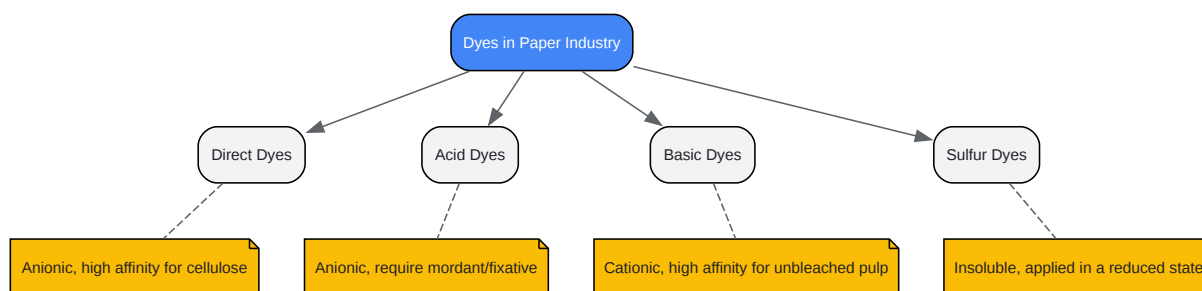 Dyes in Paper Industry
Direct Dyes
Acid Dyes
Basic Dyes
Sulfur Dyes
Anionic, high affinity for cellulose
Anionic, require mordant/fixative
Cationic, high affinity for unbleached pulp
Insoluble, applied in a reduced state